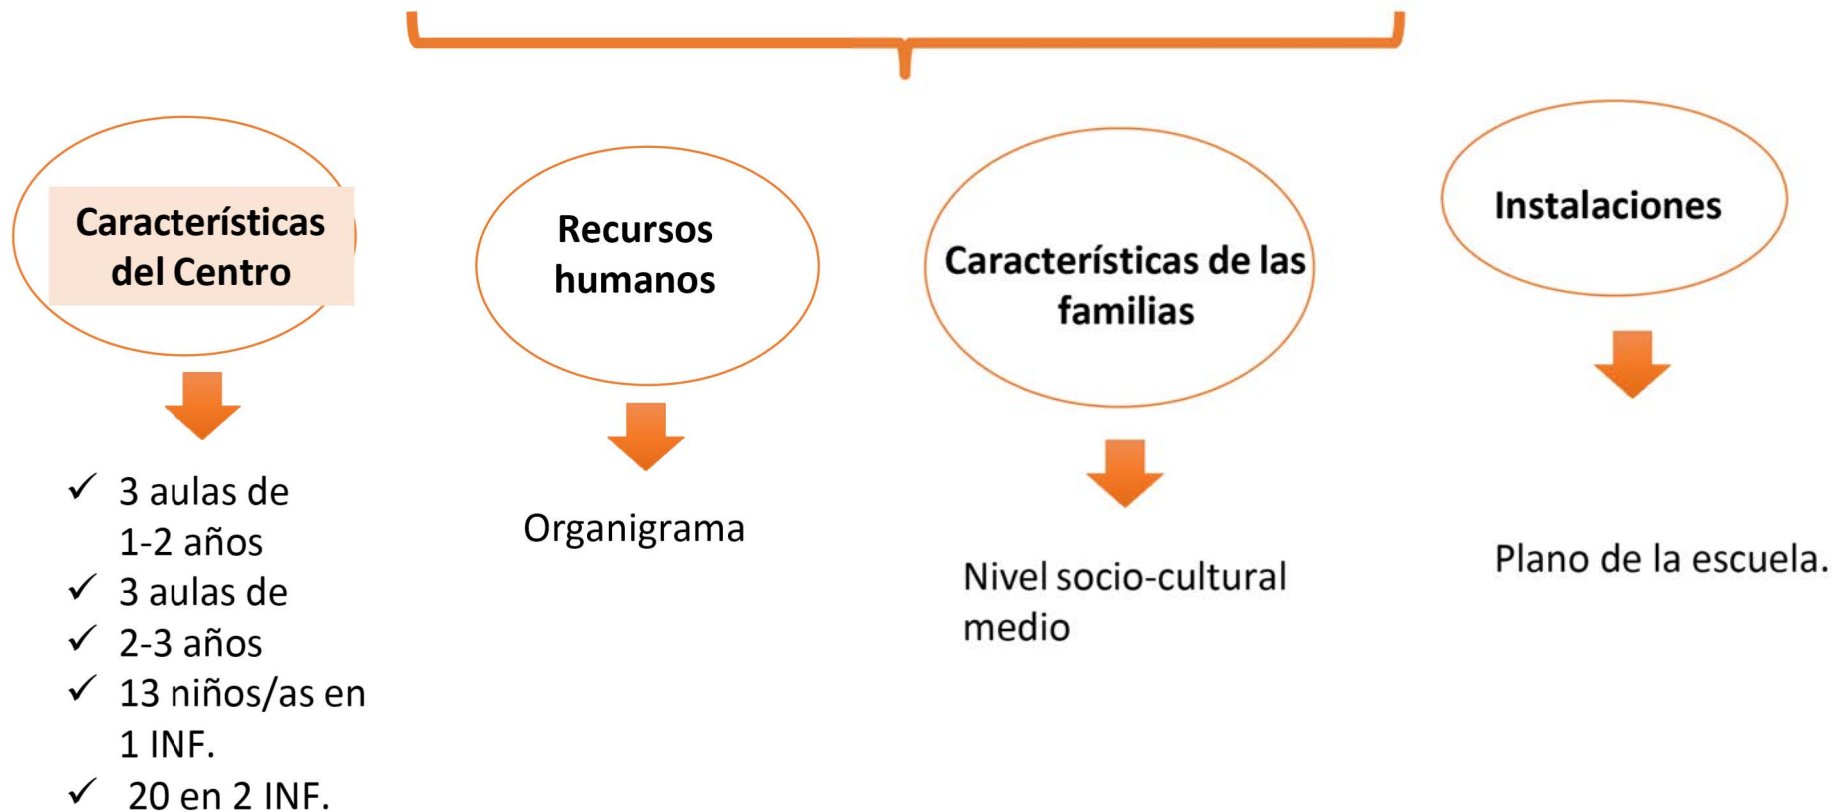 Características
del Centro
✓ 3 aulas de
1-2 años
✓ 3 aulas de
✓ 2-3 años
✓ 13 niños/as en
1 INF.
✓ 20 en 2 INF.
Recursos
humanos
Organigrama
Características de las
familias
Nivel socio-cultural
medio
Instalaciones
Plano de la escuela.